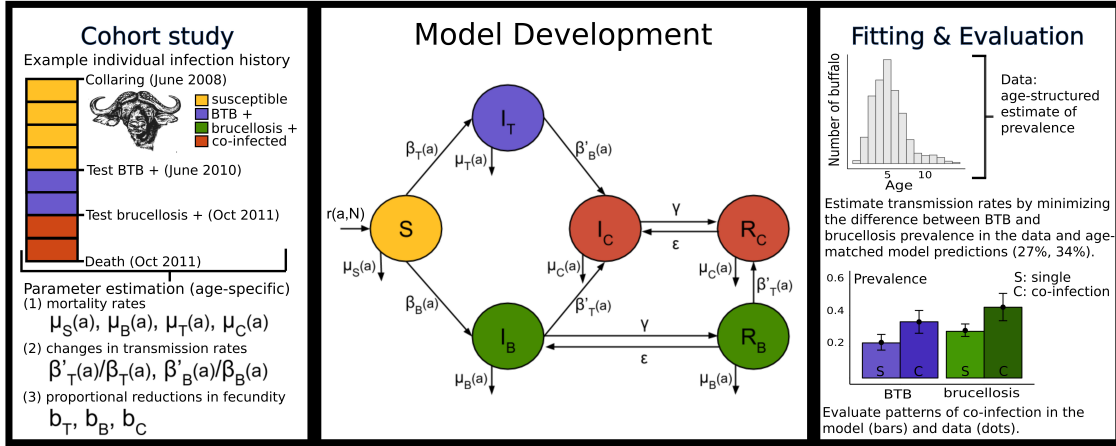 Cohort study
Example individual infection history
Collaring (June 2008)
susceptible
BTB +
brucellosis +
co-infected
Test BTB + (June 2010)
Test brucellosis + (Oct 2011)
Death (Oct 2011)
Parameter estimation (age-specific)
(1) mortality rates
μS(a), μB(a), μT(a), μC(a)
(2) changes in transmission rates
β'T(a)/βT(a), β'B(a)/βB(a)
(3) proportional reductions in fecundity
bT, bB, bC
Model Development
IT
βT(a)
μT(a)
β'B(a)
r(a,N)
S
IC
γ
ε
RC
μS(a)
μC(a)
μC(a)
βB(a)
β'T(a)
β'T(a)
IB
γ
ε
RB
μB(a)
μB(a)
Fitting & Evaluation
Number of buffalo
5
10
Age
Data:
age-structured
estimate of
prevalence
Estimate transmission rates by minimizing
the difference between BTB and
brucellosis prevalence in the data and age-
matched model predictions (27%, 34%).
0.6
Prevalence
S: single
C: co-infection
0.4
0.2
S
C
S
C
BTB
brucellosis
Evaluate patterns of co-infection in the
model (bars) and data (dots).